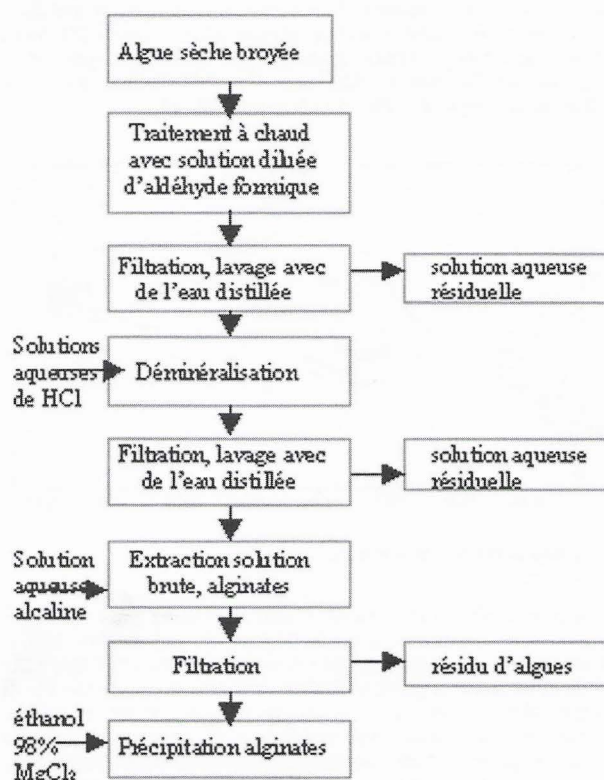 Algue sèche broyée
Traitement à chaud
avec solution diluée
d'aldéhyde formique
Filtration, lavage avec
de l'eau distillée
solution aqueuse
résiduelle
Solutions
aqueuses
de HCl
Déminéralisation
Filtration, lavage avec
de l'eau distillée
solution aqueuse
résiduelle
Solution
aqueuse
alcaline
Extraction solution
brute, alginates
Filtration
résidu d'algues
éthanol
98%
MgCl₂
Précipitation alginates